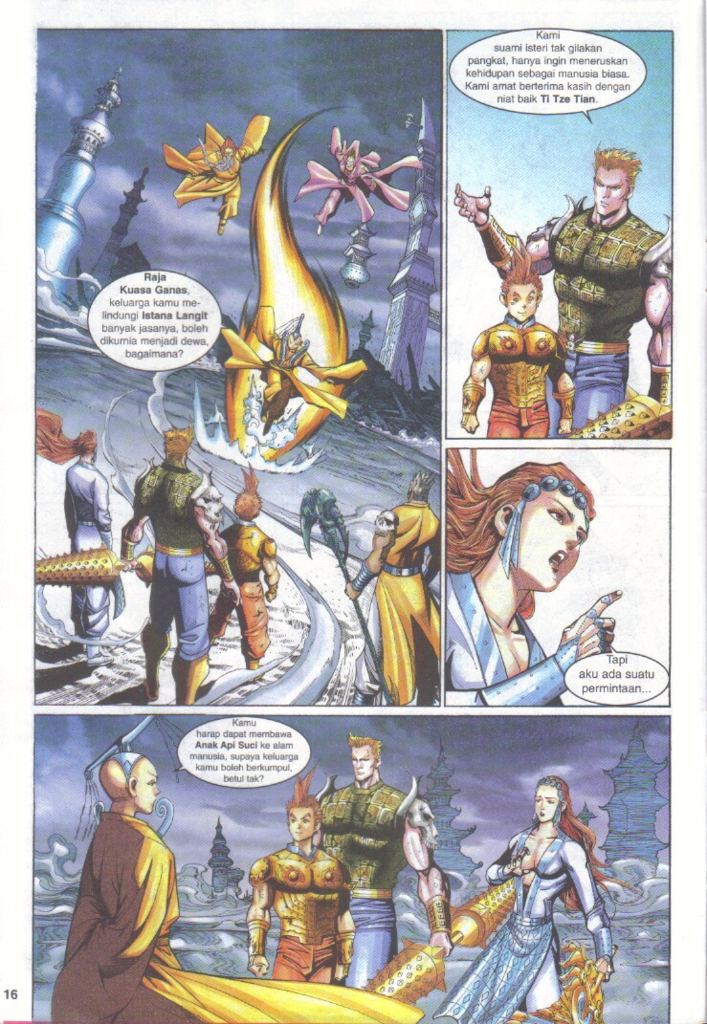 Raja
Kuasa Ganas,
keluarga kamu me-
lindungi Istana Langit
banyak jasanya, boleh
dikurnia menjadi dewa,
bagaimana?
Kami
suami isteri tak gilakan
pangkat, hanya ingin meneruskan
kehidupan sebagai manusia biasa.
Kami amat berterima kasih dengan
niat baik Ti Tze Tian.
Tapi
aku ada suatu
permintaan...
Kamu
harap dapat membawa
Anak Api Suci ke alam
manusia, supaya keluarga
kamu boleh berkumpul,
betul tak?
16